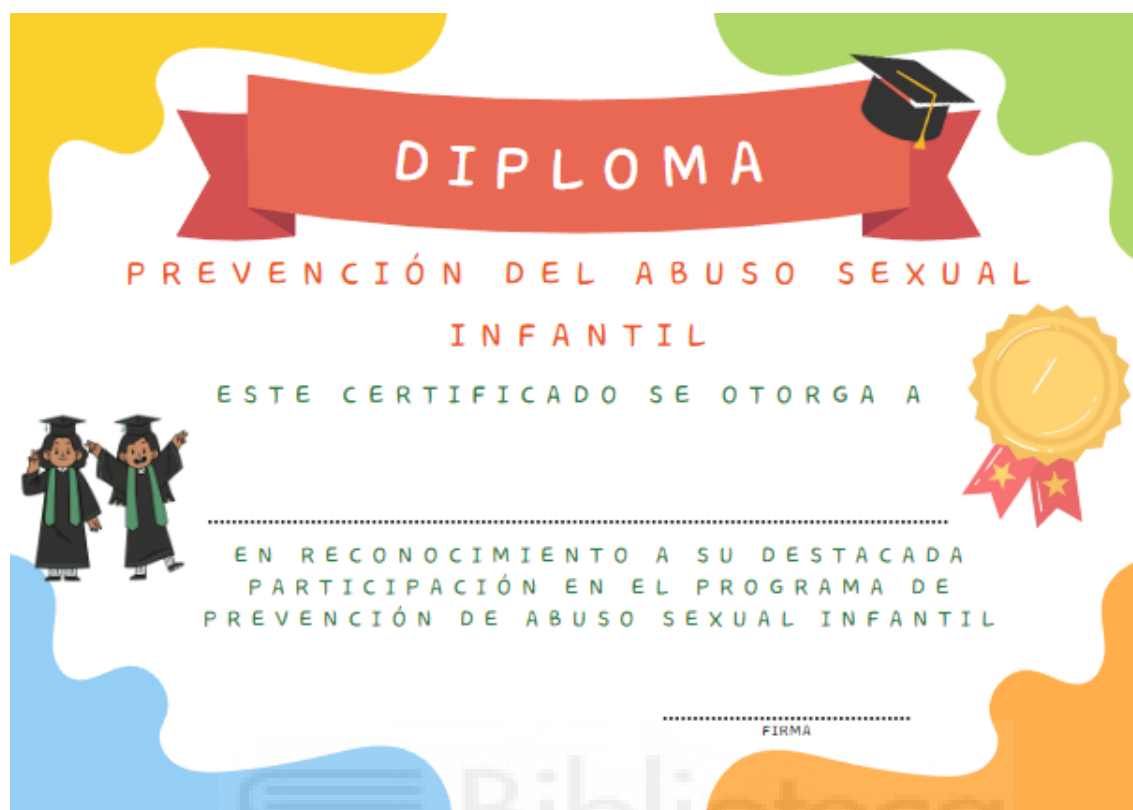 DIPLOMA
PREVENCIÓN DEL ABUSO SEXUAL
INFANTIL
ESTE CERTIFICADO SE OTORGA A
EN RECONOCIMIENTO A SU DESTACADA
PARTICIPACIÓN EN EL PROGRAMA DE
PREVENCIÓN DE ABUSO SEXUAL INFANTIL
FIRMA
Biblioteca